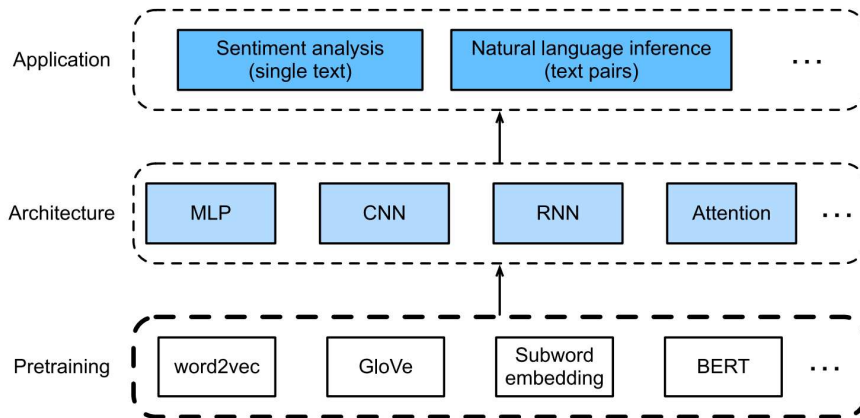 Application
Sentiment analysis
(single text)
Natural language inference
(text pairs)
...
Architecture
MLP
CNN
RNN
Attention
...
Pretraining
word2vec
GloVe
Subword
embedding
BERT
...